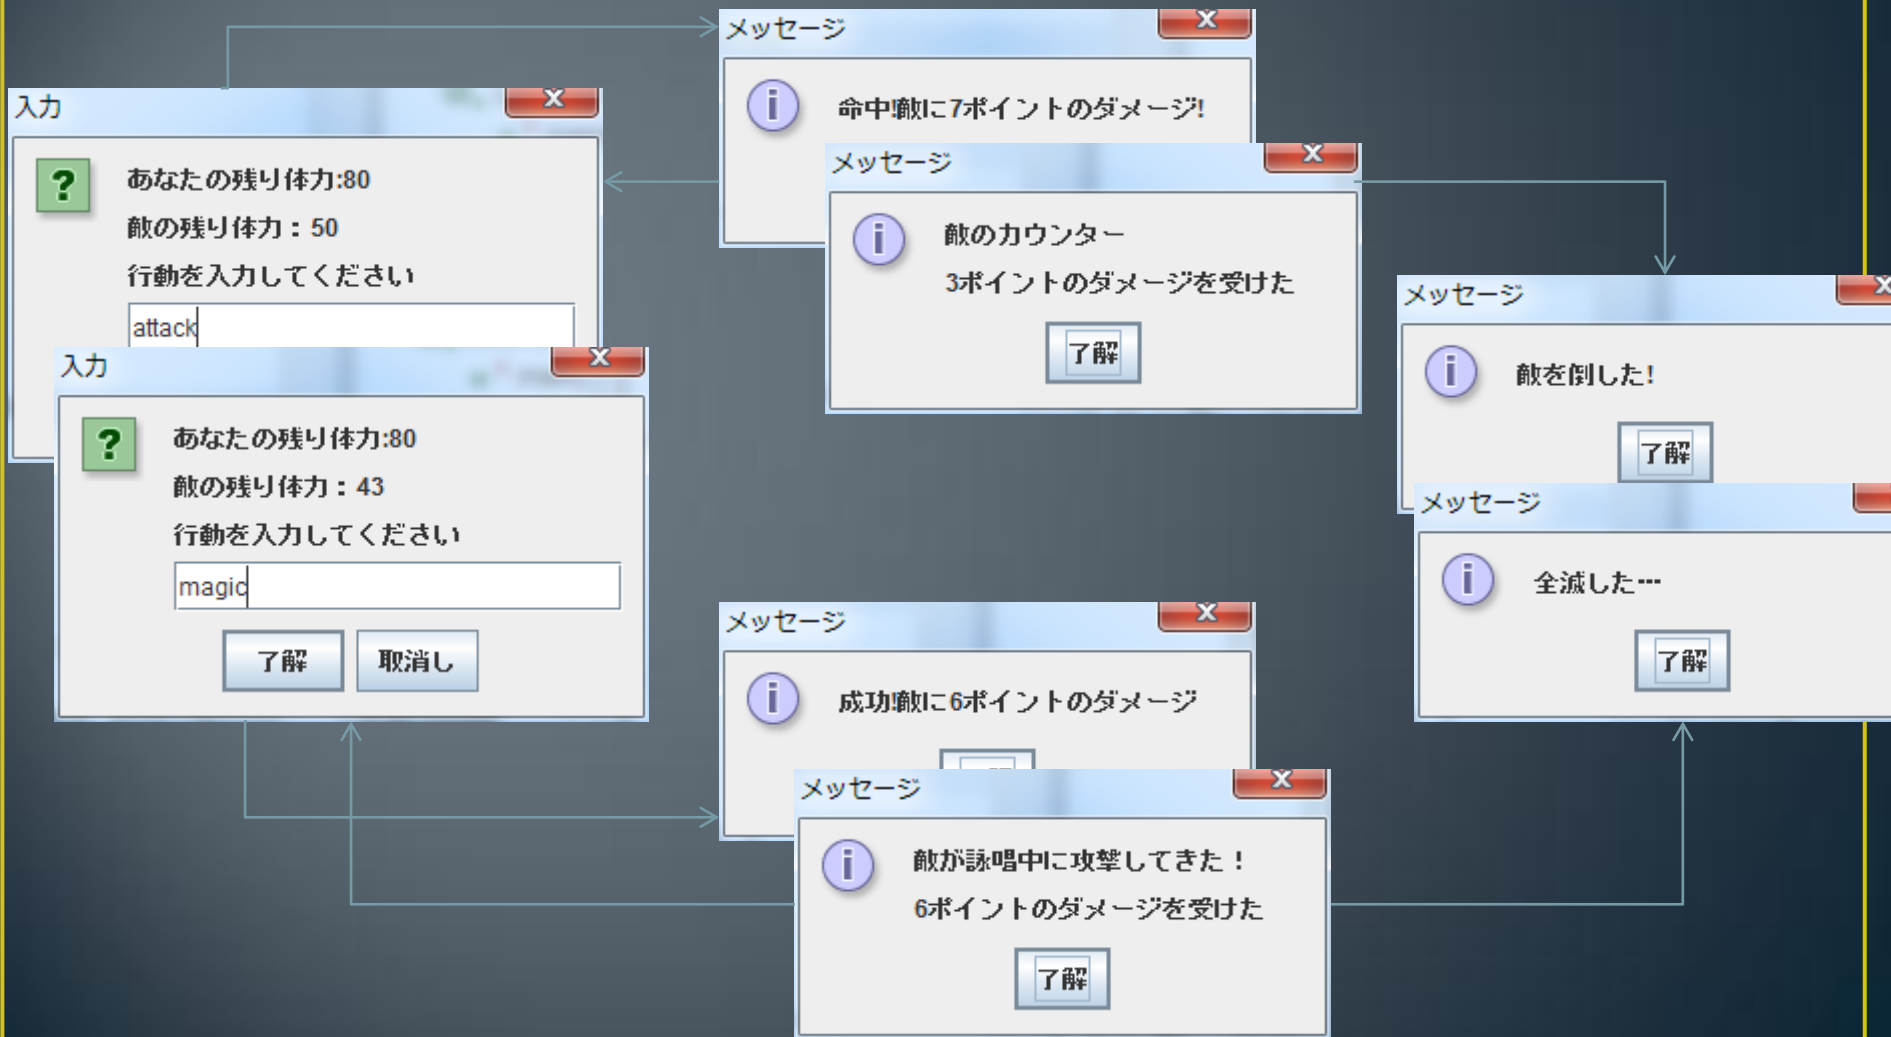 入力
あなたの残り体力:80
敵の残り体力：50
行動を入力してください
attack
入力
あなたの残り体力:80
敵の残り体力：43
行動を入力してください
magic
了解
取消し
メッセージ
命中!敵に7ポイントのダメージ!
メッセージ
敵のカウンター
3ポイントのダメージを受けた
了解
メッセージ
敵を倒した!
了解
メッセージ
全滅した…
了解
メッセージ
成功!敵に6ポイントのダメージ
メッセージ
敵が詠唱中に攻撃してきた！
6ポイントのダメージを受けた
了解